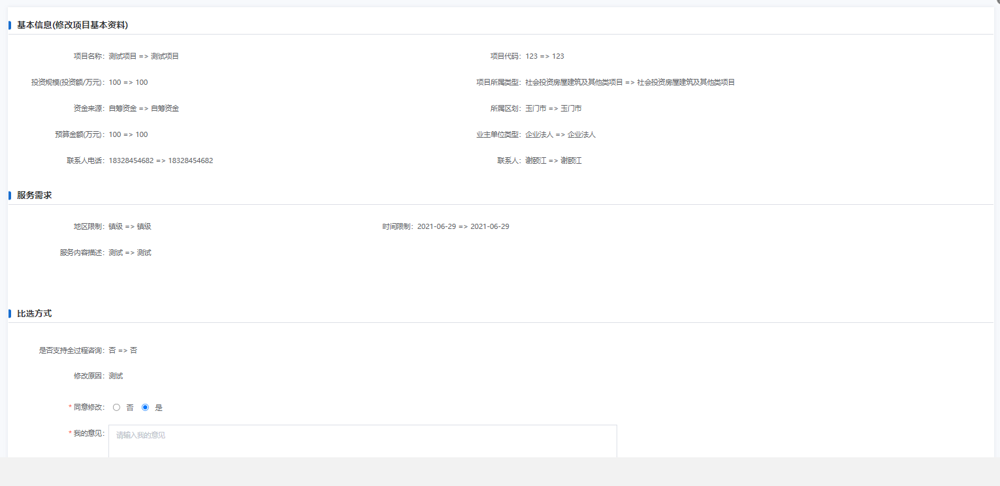 基本信息(修改项目基本资料)
项目名称: 测试项目 => 测试项目 项目代码: 123 => 123
投资规模(投资额/万元): 100 => 100 项目所属类型: 社会投资房屋建筑及其他类项目 => 社会投资房屋建筑及其他类项目
资金来源: 自筹资金 => 自筹资金 所属区划: 玉门市 => 玉门市
预算金额(万元): 100 => 100 业主单位类型: 企业法人 => 企业法人
联系人电话: 18328454682 => 18328454682 联系人: 谢颐江 => 谢颐江
服务需求
地区限制: 镇级 => 镇级 时间限制: 2021-06-29 => 2021-06-29
服务内容描述: 测试 => 测试
比选方式
是否支持全过程咨询: 否 => 否
修改原因: 测试
* 同意修改: 否 是
* 我的意见: 请输入我的意见